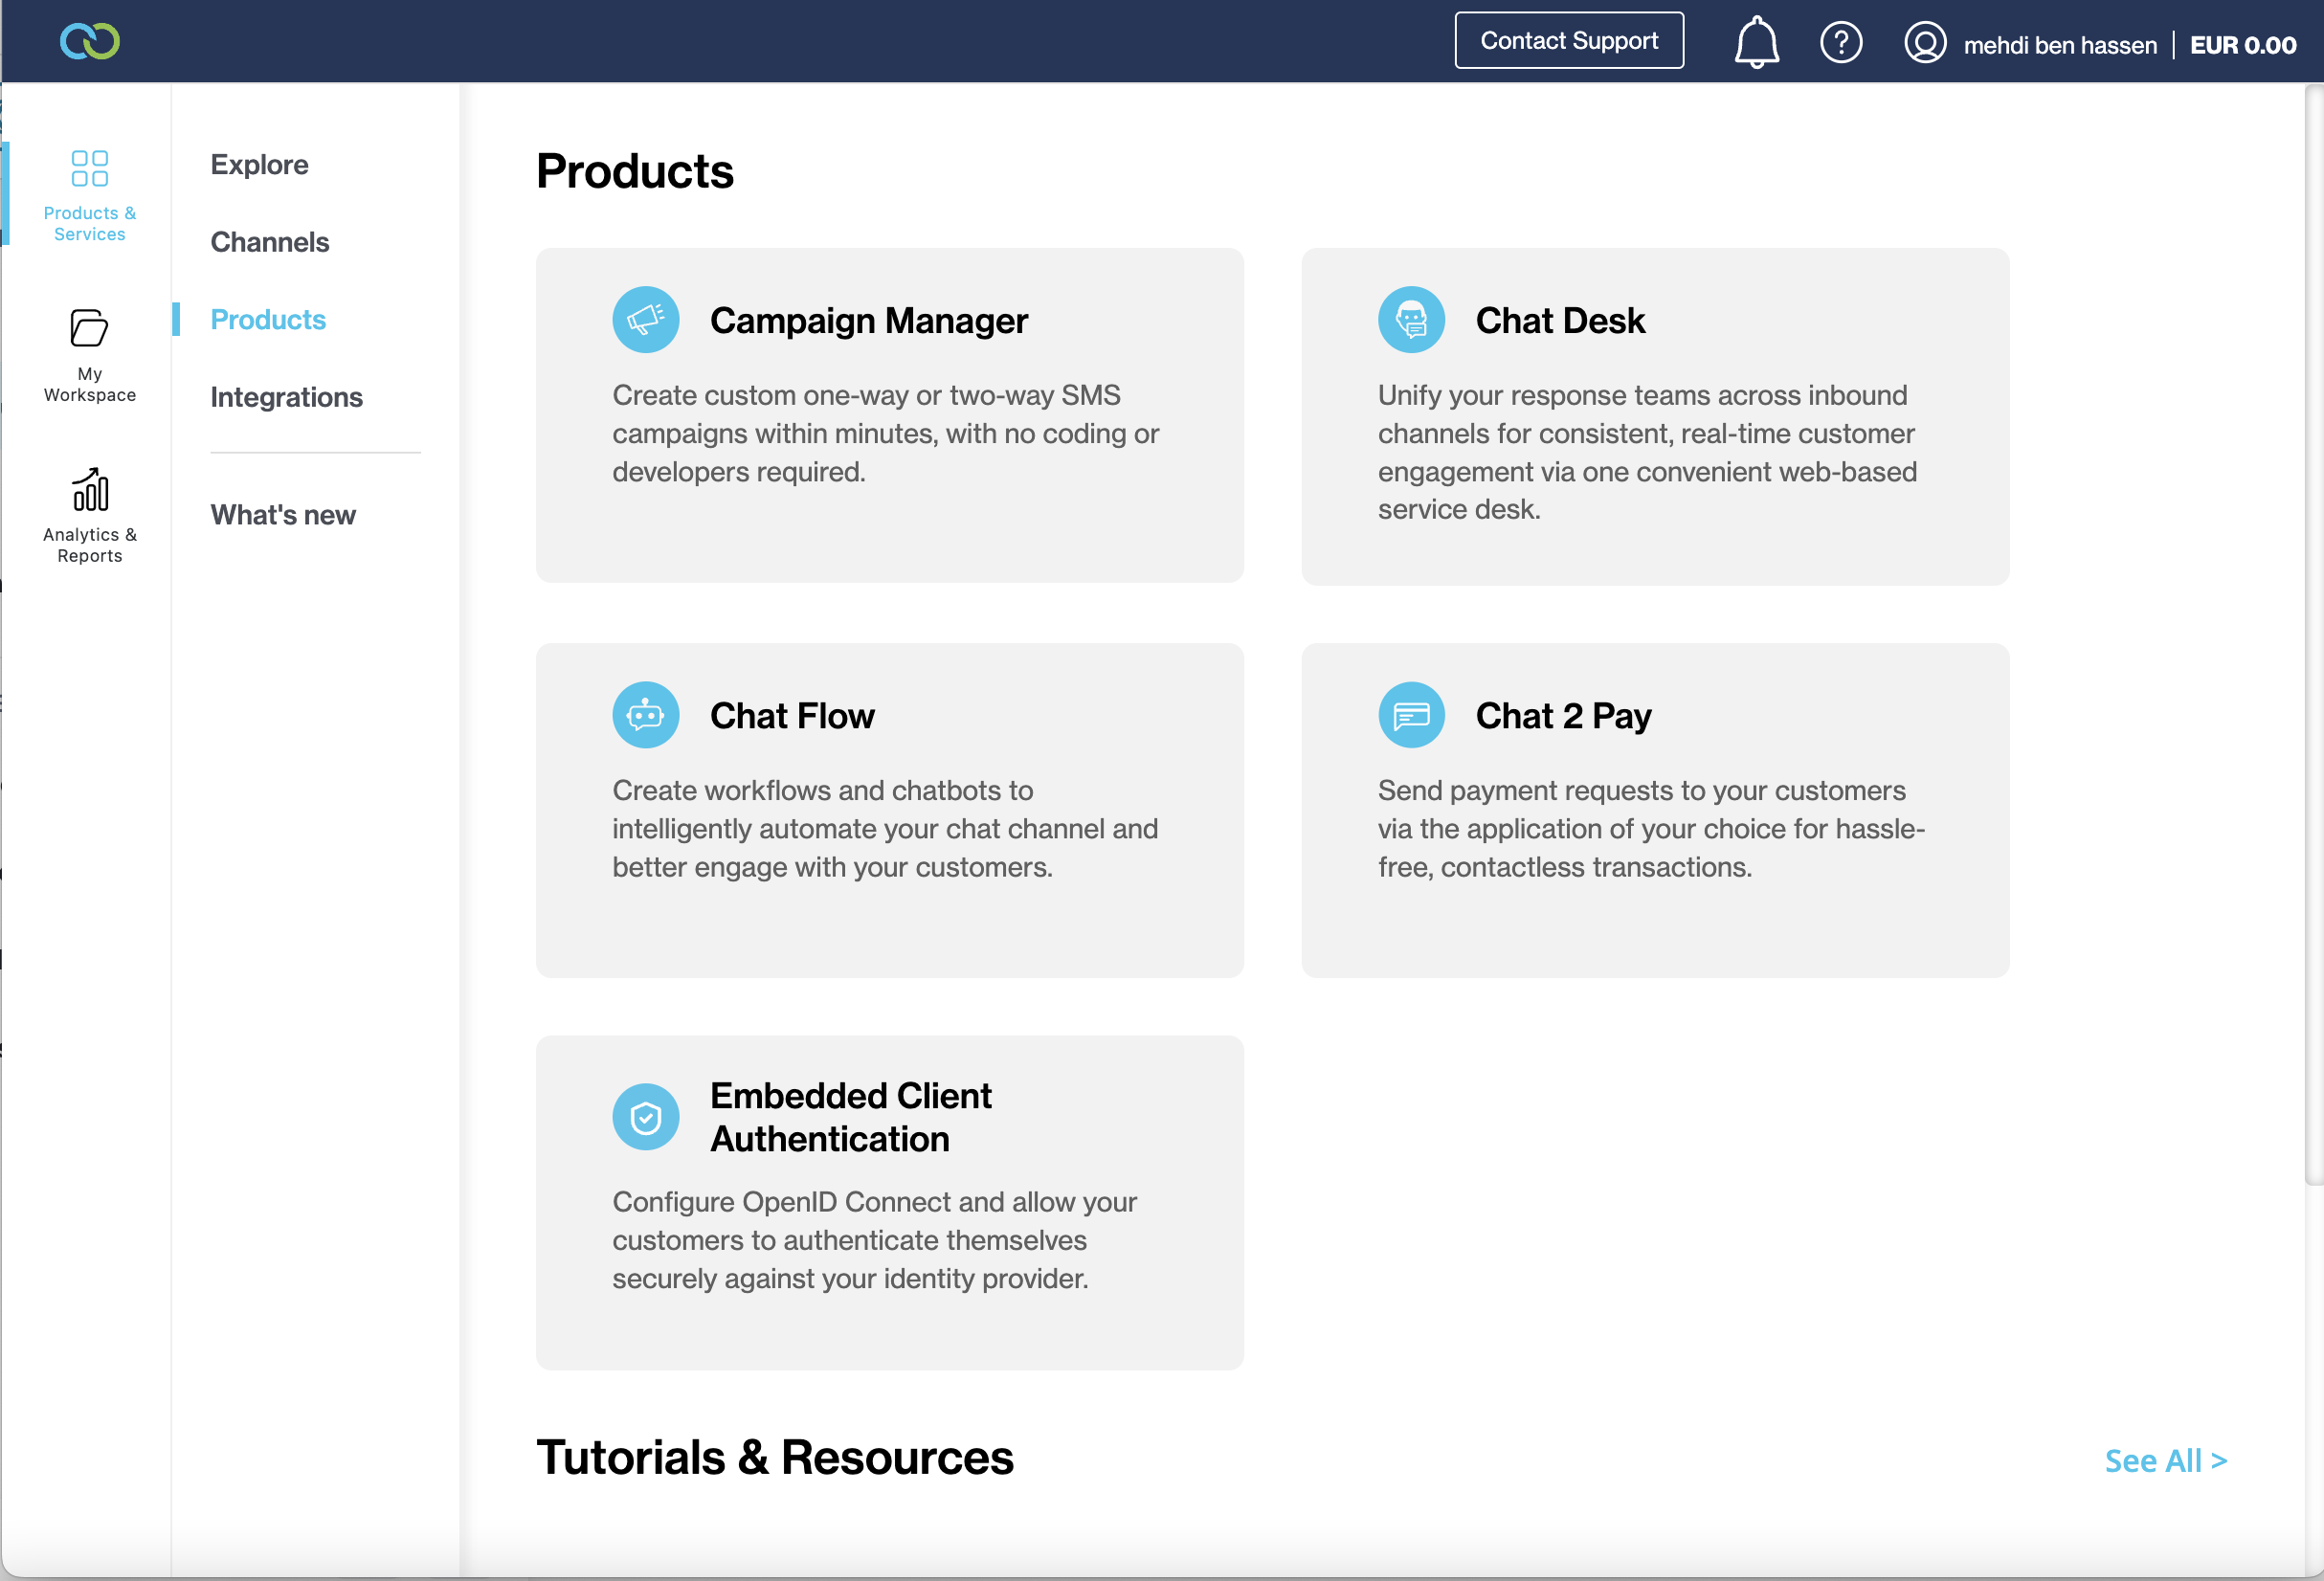 Contact Support
?
mehdi ben hassen
EUR 0.00
Products &
Services
My
Workspace
Analytics &
Reports
Explore
Channels
Products
Integrations
What's new
Products
Campaign Manager
Create custom one-way or two-way SMS
campaigns within minutes, with no coding or
developers required.
Chat Desk
Unify your response teams across inbound
channels for consistent, real-time customer
engagement via one convenient web-based
service desk.
Chat Flow
Create workflows and chatbots to
intelligently automate your chat channel and
better engage with your customers.
Chat 2 Pay
Send payment requests to your customers
via the application of your choice for hassle-
free, contactless transactions.
Embedded Client
Authentication
Configure OpenID Connect and allow your
customers to authenticate themselves
securely against your identity provider.
Tutorials & Resources
See All >